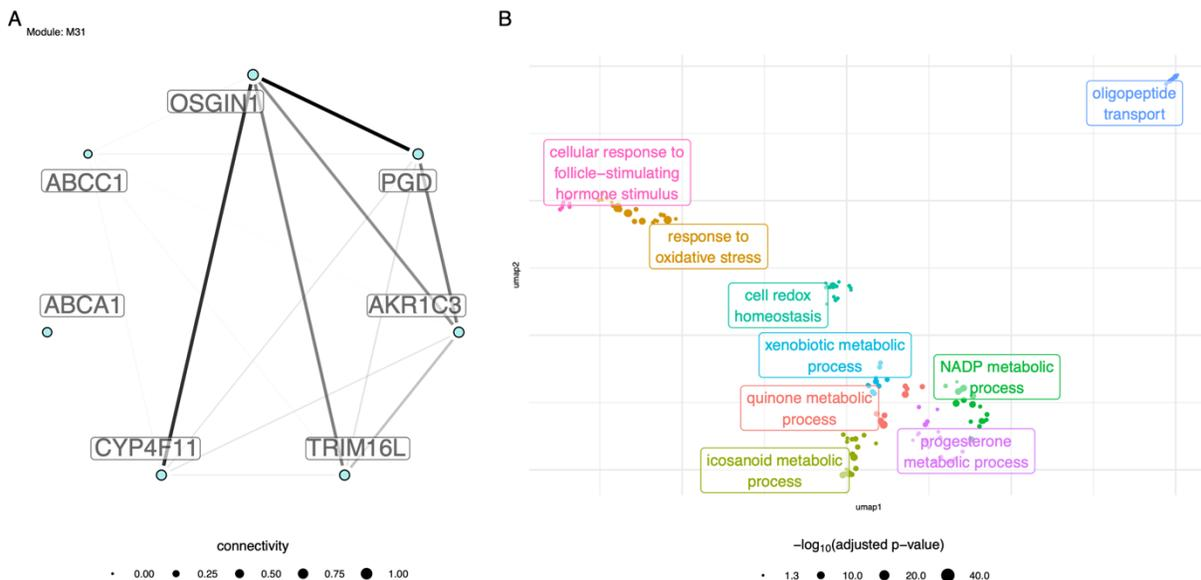 A
Module: M31
OSGIN1
ABCC1
PGD
ABCA1
AKR1C3
CYP4F11
TRIM16L
connectivity
0.00 0.25 0.50 0.75 1.00
B
oligopeptide
transport
cellular response to
follicle−stimulating
hormone stimulus
response to
oxidative stress
umap2
cell redox
homeostasis
xenobiotic metabolic
process
NADP metabolic
process
quinone metabolic
process
progesterone
metabolic process
icosanoid metabolic
process
umap1
−log10(adjusted p−value)
1.3 10.0 20.0 40.0